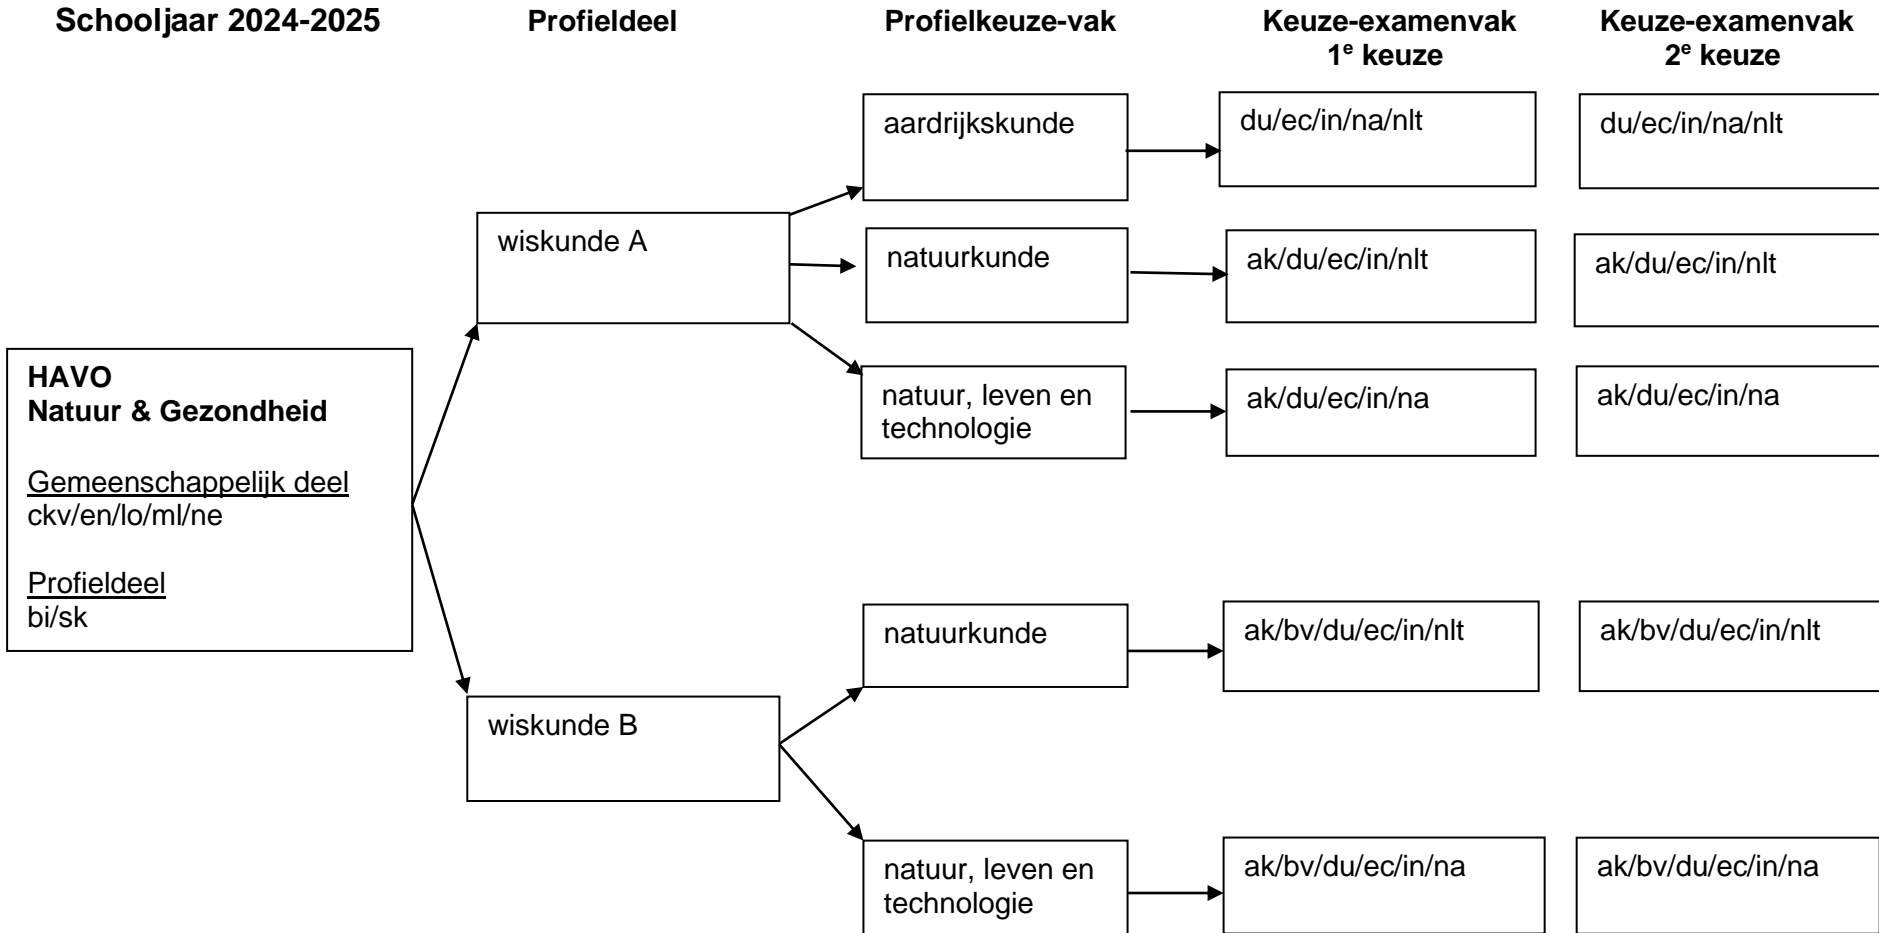 Schooljaar 2024-2025
Profieldeel
Profielkeuze-vak
Keuze-examenvak
1e keuze
Keuze-examenvak
2e keuze
HAVO
Natuur & Gezondheid
Gemeenschappelijk deel
ckv/en/lo/ml/ne
Profieldeel
bi/sk
wiskunde A
aardrijkskunde
du/ec/in/na/nlt
du/ec/in/na/nlt
natuurkunde
ak/du/ec/in/nlt
ak/du/ec/in/nlt
natuur, leven en
technologie
ak/du/ec/in/na
ak/du/ec/in/na
wiskunde B
natuurkunde
ak/bv/du/ec/in/nlt
ak/bv/du/ec/in/nlt
natuur, leven en
technologie
ak/bv/du/ec/in/na
ak/bv/du/ec/in/na